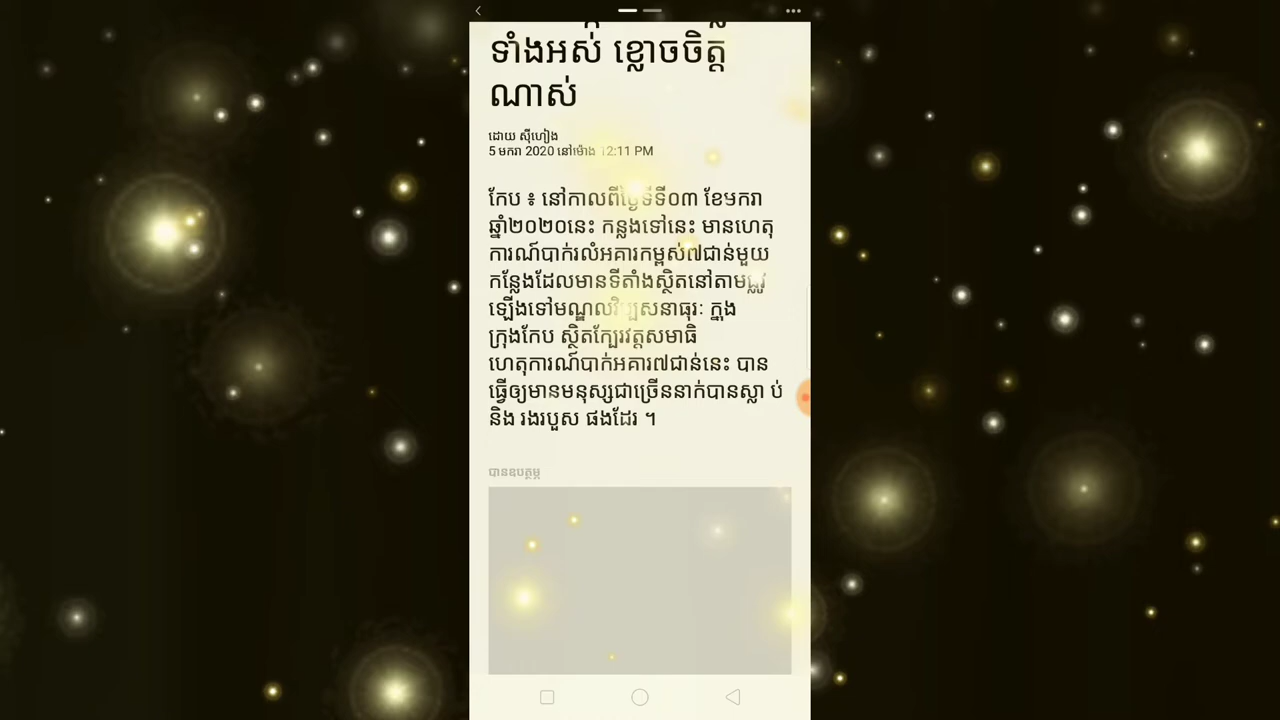 ទាំងអស់ ខ្លោចចិត្ត
ណាស់
ដោយ ស៊ីហៀង
5 មករា 2020 នៅម៉ោង 12:11 PM
កែប ៖ នៅកាលពីថ្ងៃទីទី០៣ ខែមករា
ឆ្នាំ២០២០នេះ កន្លងទៅនេះ មានហេតុ
ការណ៍បាក់រលំអគារកម្ពស់៧ជាន់មួយ
កន្លែងដែលមានទីតាំងស្ថិតនៅតាមផ្លូវ
ឡើងទៅមណ្ឌលវិប្បសនាធុរៈ ក្នុង
ក្រុងកែប ស្ថិតក្បែរវត្តសមាធិ
ហេតុការណ៍បាក់អគារ៧ជាន់នេះ បាន
ធ្វើឲ្យមានមនុស្សជាច្រើននាក់បានស្លា ប់
និង រងរបួស ផងដែរ ។
បានឧបត្ថម្ភ